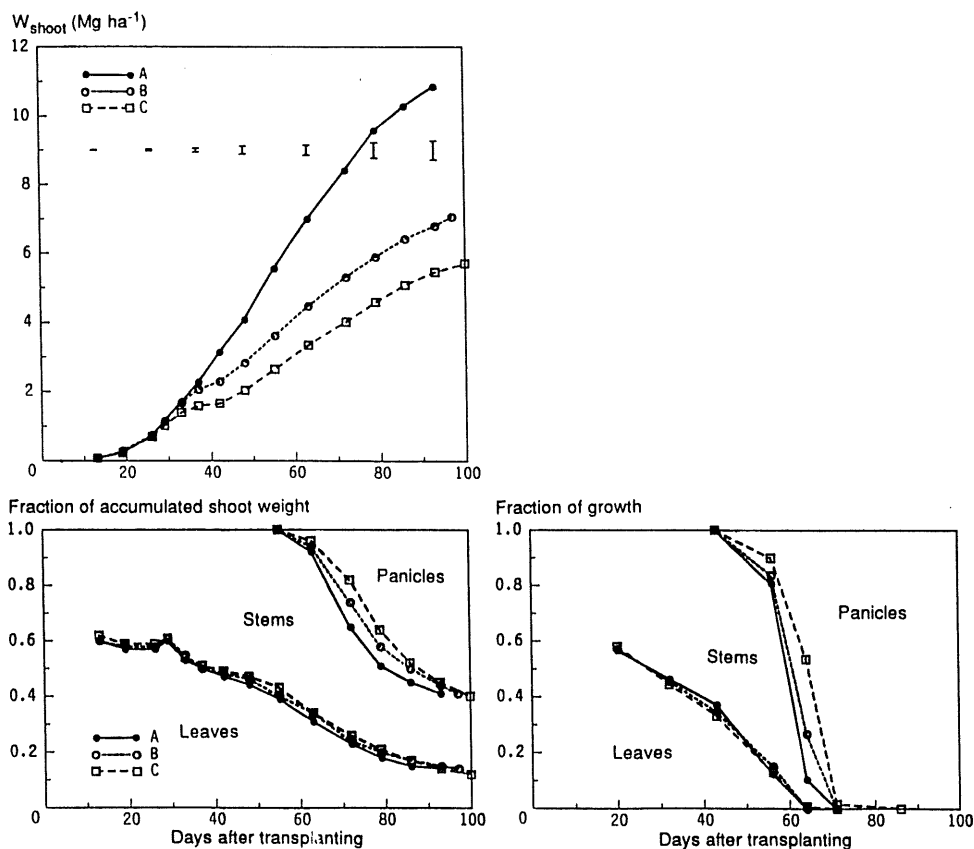 W_shoot (Mg ha⁻¹)
12
10
8
6
4
2
0
A
B
C
0 20 40 60 80 100
Fraction of accumulated shoot weight
1.0
0.8
0.6
0.4
0.2
Panicles
Stems
Leaves
A
B
C
0 20 40 60 80 100
Days after transplanting
Fraction of growth
1.0
0.8
0.6
0.4
0.2
Panicles
Stems
Leaves
A
B
C
0 20 40 60 80 100
Days after transplanting